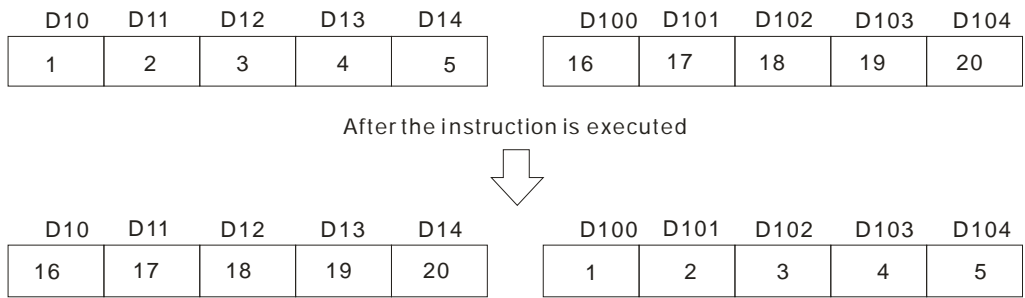 D10 D11 D12 D13 D14 D100 D101 D102 D103 D104
1 2 3 4 5 16 17 18 19 20
After the instruction is executed
D10 D11 D12 D13 D14 D100 D101 D102 D103 D104
16 17 18 19 20 1 2 3 4 5